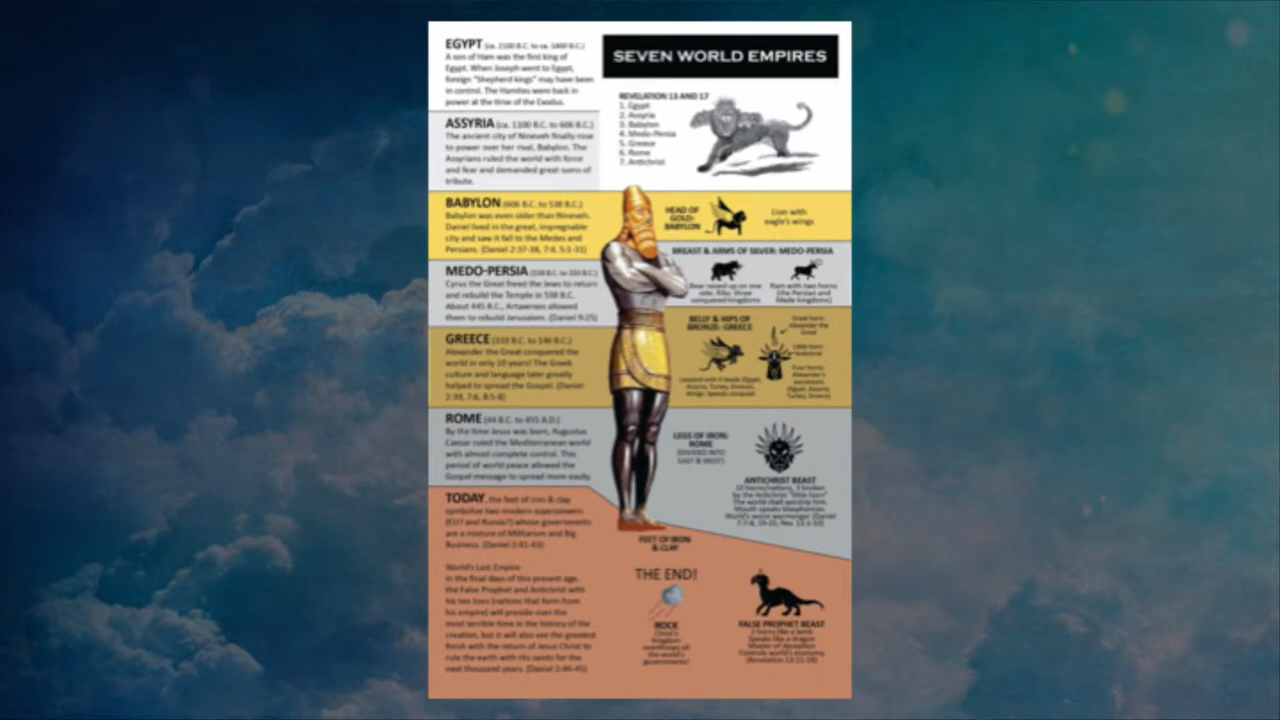 SEVEN WORLD EMPIRES
EGYPT (ca. 2100 B.C. to ca. 1400 B.C.)
A son of Ham was the first king of
Egypt. When Joseph went to Egypt,
foreign "Shepherd kings" may have been
in control. The Hamites were back in
power at the time of the Exodus.
REVELATION 13 AND 17
1. Egypt
2. Assyria
3. Babylon
4. Medo-Persia
5. Greece
6. Rome
7. Antichrist
ASSYRIA (ca. 1100 B.C. to 606 B.C.)
The ancient city of Nineveh finally rose
to power over her rival, Babylon. The
Assyrians ruled the world with force
and fear and demanded great sums of
tribute.
BABYLON (606 B.C. to 538 B.C.)
Babylon was even older than Nineveh.
Daniel lived in the great, impregnable
city and saw it fall to the Medes and
Persians. (Daniel 2:37-38, 7:4, 5:1-31)
HEAD OF
GOLD-
BABYLON
Lion with
eagle's wings
MEDO-PERSIA
Cyrus the Great freed the Jews to return
and rebuild the Temple in 538 B.C.
About 445 B.C., Artaxerxes allowed
them to rebuild Jerusalem. (Daniel 9:25)
BREAST & ARMS OF SILVER: MEDO-PERSIA
Bear raised up on one
side. Ribs: three
conquered kingdoms
Ram with two horns
(the Persian and
Mede kingdoms)
GREECE (333 B.C. to 146 B.C.)
Alexander the Great conquered the
world in only 10 years! The Greek
culture and language later greatly
helped to spread the Gospel. (Daniel
2:39, 7:6, 8:5-8)
BELLY & HIPS OF
BRONZE: GREECE
Leopard with 4 heads (Egypt,
Assyria, Turkey, Greece).
Wings: Speedy conquest
Great horn:
Alexander the
Great
Little horn:
Antichrist
Four horns:
Alexander's
successors
(Egypt, Assyria,
Turkey, Greece)
ROME (44 B.C. to 455 A.D.)
By the time Jesus was born, Augustus
Caesar ruled the Mediterranean world
with almost complete control. This
period of world peace allowed the
Gospel message to spread more easily.
LEGS OF IRON:
ROME
(DIVIDED INTO
EAST & WEST)
ANTICHRIST BEAST
10 horns/nations, 3 broken
by the Antichrist "little horn"
The world shall worship him.
Mouth speaks blasphemies.
World's worst warmonger (Daniel
7:7-8, 19-25, Rev 13:1-10)
TODAY, the feet of iron & clay
symbolize two modern superpowers
(EU? and Russia?) whose governments
are a mixture of Militarism and Big
Business. (Daniel 2:41-43)
FEET OF IRON
& CLAY
World's Last Empire
In the final days of this present age,
the False Prophet and Antichrist with
his ten toes (nations that form from
his empire) will preside over the
most terrible time in the history of the
creation, but it will also see the greatest
finish with the return of Jesus Christ to
rule the earth with His saints for the
next thousand years. (Daniel 2:44-45)
THE END!
ROCK
Christ's
Kingdom
overthrows all
the world's
governments!
FALSE PROPHET BEAST
2 horns like a lamb
Speaks like a dragon
Master of deception
Controls world's economy
(Revelation 13:11-18)